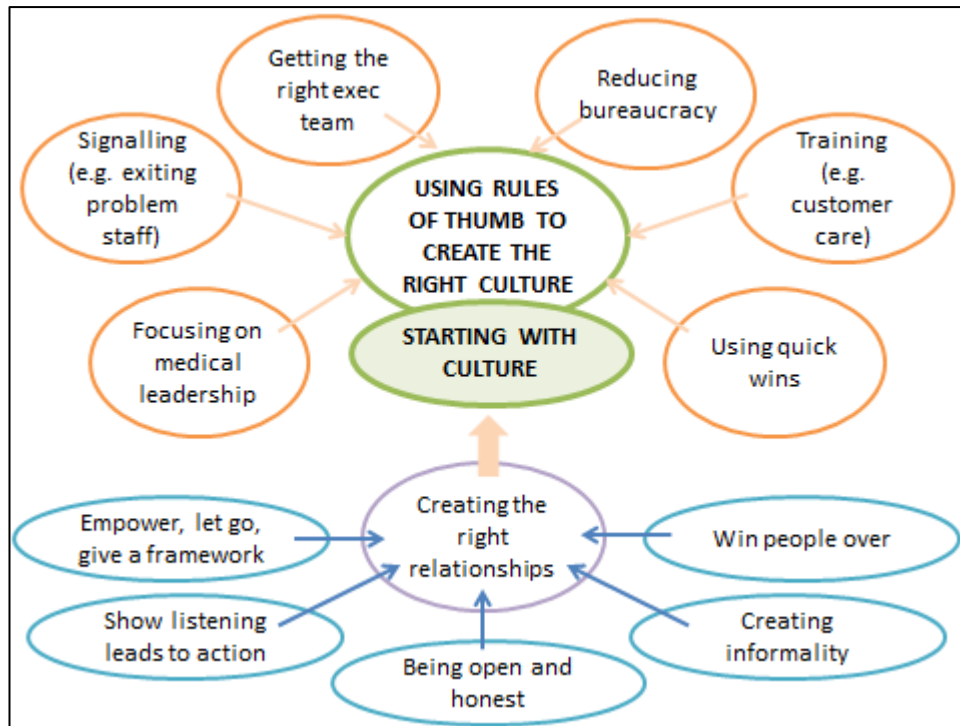 Getting the
right exec
team
Reducing
bureaucracy
Signalling
(e.g. exiting
problem
staff)
Training
(e.g.
customer
care)
USING RULES
OF THUMB TO
CREATE THE
RIGHT CULTURE
STARTING WITH
CULTURE
Focusing on
medical
leadership
Using quick
wins
Creating the
right
relationships
Empower, let go,
give a framework
Win people over
Show listening
leads to action
Being open and
honest
Creating
informality